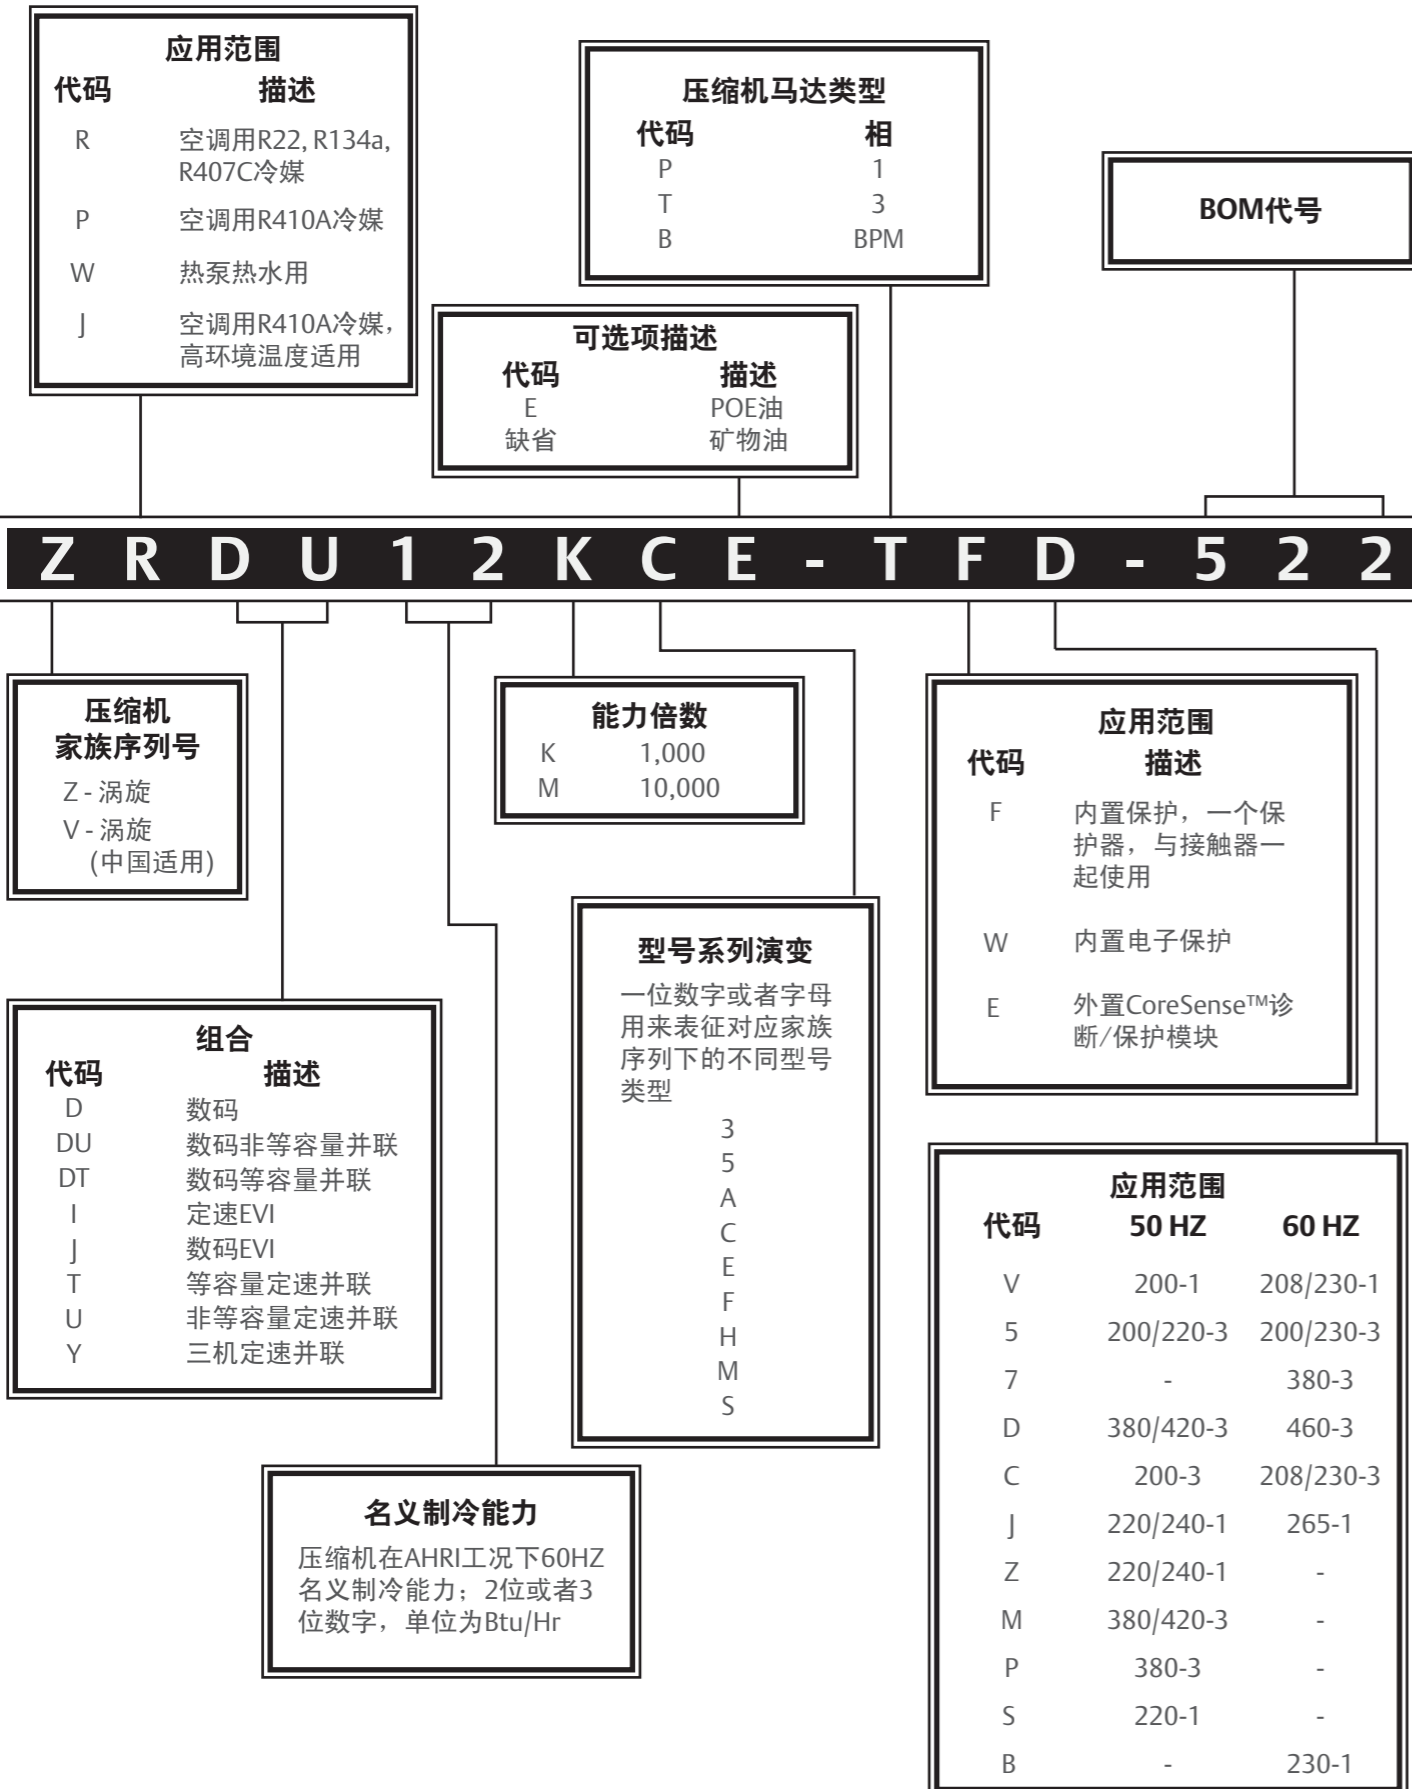 应用范围
代码 描述
R 空调用R22, R134a,
R407C冷媒
P 空调用R410A冷媒
W 热泵热水用
J 空调用R410A冷媒，
高环境温度适用
压缩机马达类型
代码 相
P 1
T 3
B BPM
BOM代号
可选项描述
代码 描述
E POE油
缺省 矿物油
Z R D U 1 2 K C E - T F D - 5 2 2
压缩机
家族序列号
Z - 涡旋
V - 涡旋
(中国适用)
能力倍数
K 1,000
M 10,000
应用范围
代码 描述
F 内置保护，一个保
护器，与接触器一
起使用
W 内置电子保护
E 外置CoreSense™诊
断/保护模块
型号系列演变
一位数字或者字母
用来表征对应家族
序列下的不同型号
类型
3
5
A
C
E
F
H
M
S
组合
代码 描述
D 数码
DU 数码非等容量并联
DT 数码等容量并联
I 定速EVI
J 数码EVI
T 等容量定速并联
U 非等容量定速并联
Y 三机定速并联
应用范围
代码 50 HZ 60 HZ
V 200-1 208/230-1
5 200/220-3 200/230-3
7 - 380-3
D 380/420-3 460-3
C 200-3 208/230-3
J 220/240-1 265-1
Z 220/240-1 -
M 380/420-3 -
P 380-3 -
S 220-1 -
B - 230-1
名义制冷能力
压缩机在AHRI工况下60HZ
名义制冷能力；2位或者3
位数字，单位为Btu/Hr